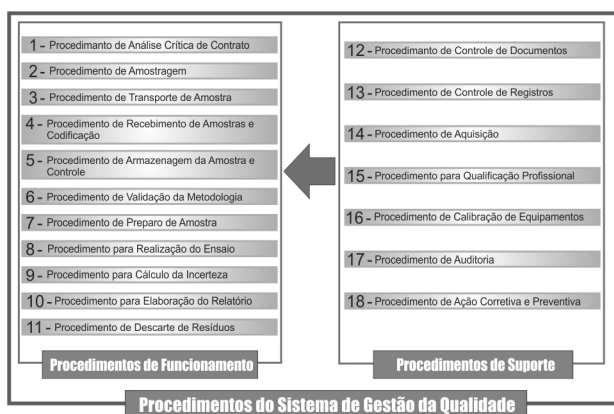 1 - Procedimanto de Análise Crítica de Contrato
2 - Procedimento de Amostragem
3 - Procedimento de Transporte de Amostra
4 - Procedimento de Recebimento de Amostras e
Codificação
5 - Procedimento de Armazenagem da Amostra e
Controle
6 - Procedimento de Validação da Metodologia
7 - Procedimento de Preparo de Amostra
8 - Procedimento para Realização do Ensaio
9 - Procedimento para Cálculo da Incerteza
10 - Procedimento para Elaboração do Relatório
11 - Procedimento de Descarte de Resíduos
Procedimentos de Funcionamento
12 - Procedimanto de Controle de Documentos
13 - Procedimento de Controle de Registros
14 - Procedimento de Aquisição
15 - Procedimento para Qualificação Profissional
16 - Procedimento de Calibração de Equipamentos
17 - Procedimento de Auditoria
18 - Procedimento de Ação Corretiva e Preventiva
Procedimentos de Suporte
Procedimentos do Sistema de Gestão da Qualidade